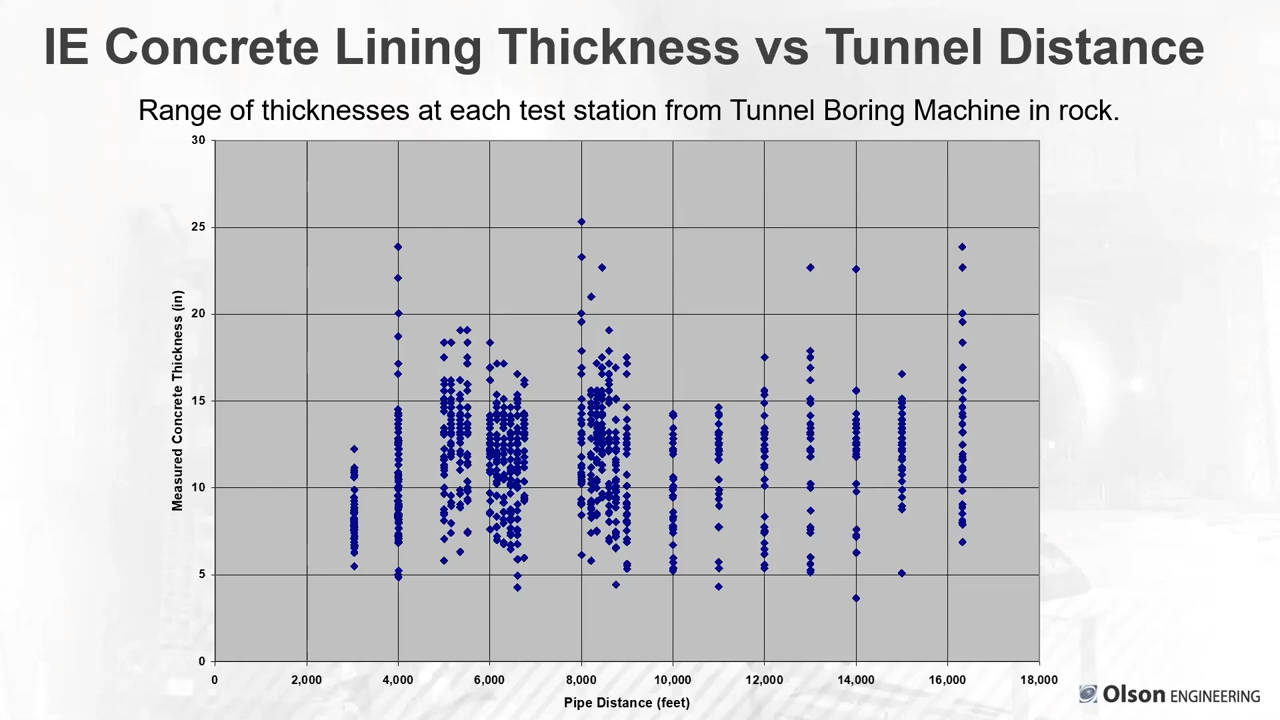 IE Concrete Lining Thickness vs Tunnel Distance
Range of thicknesses at each test station from Tunnel Boring Machine in rock.
30
25
20
15
10
5
0
Measured Concrete Thickness (in)
0 2,000 4,000 6,000 8,000 10,000 12,000 14,000 16,000 18,000
Pipe Distance (feet)
Olson ENGINEERING